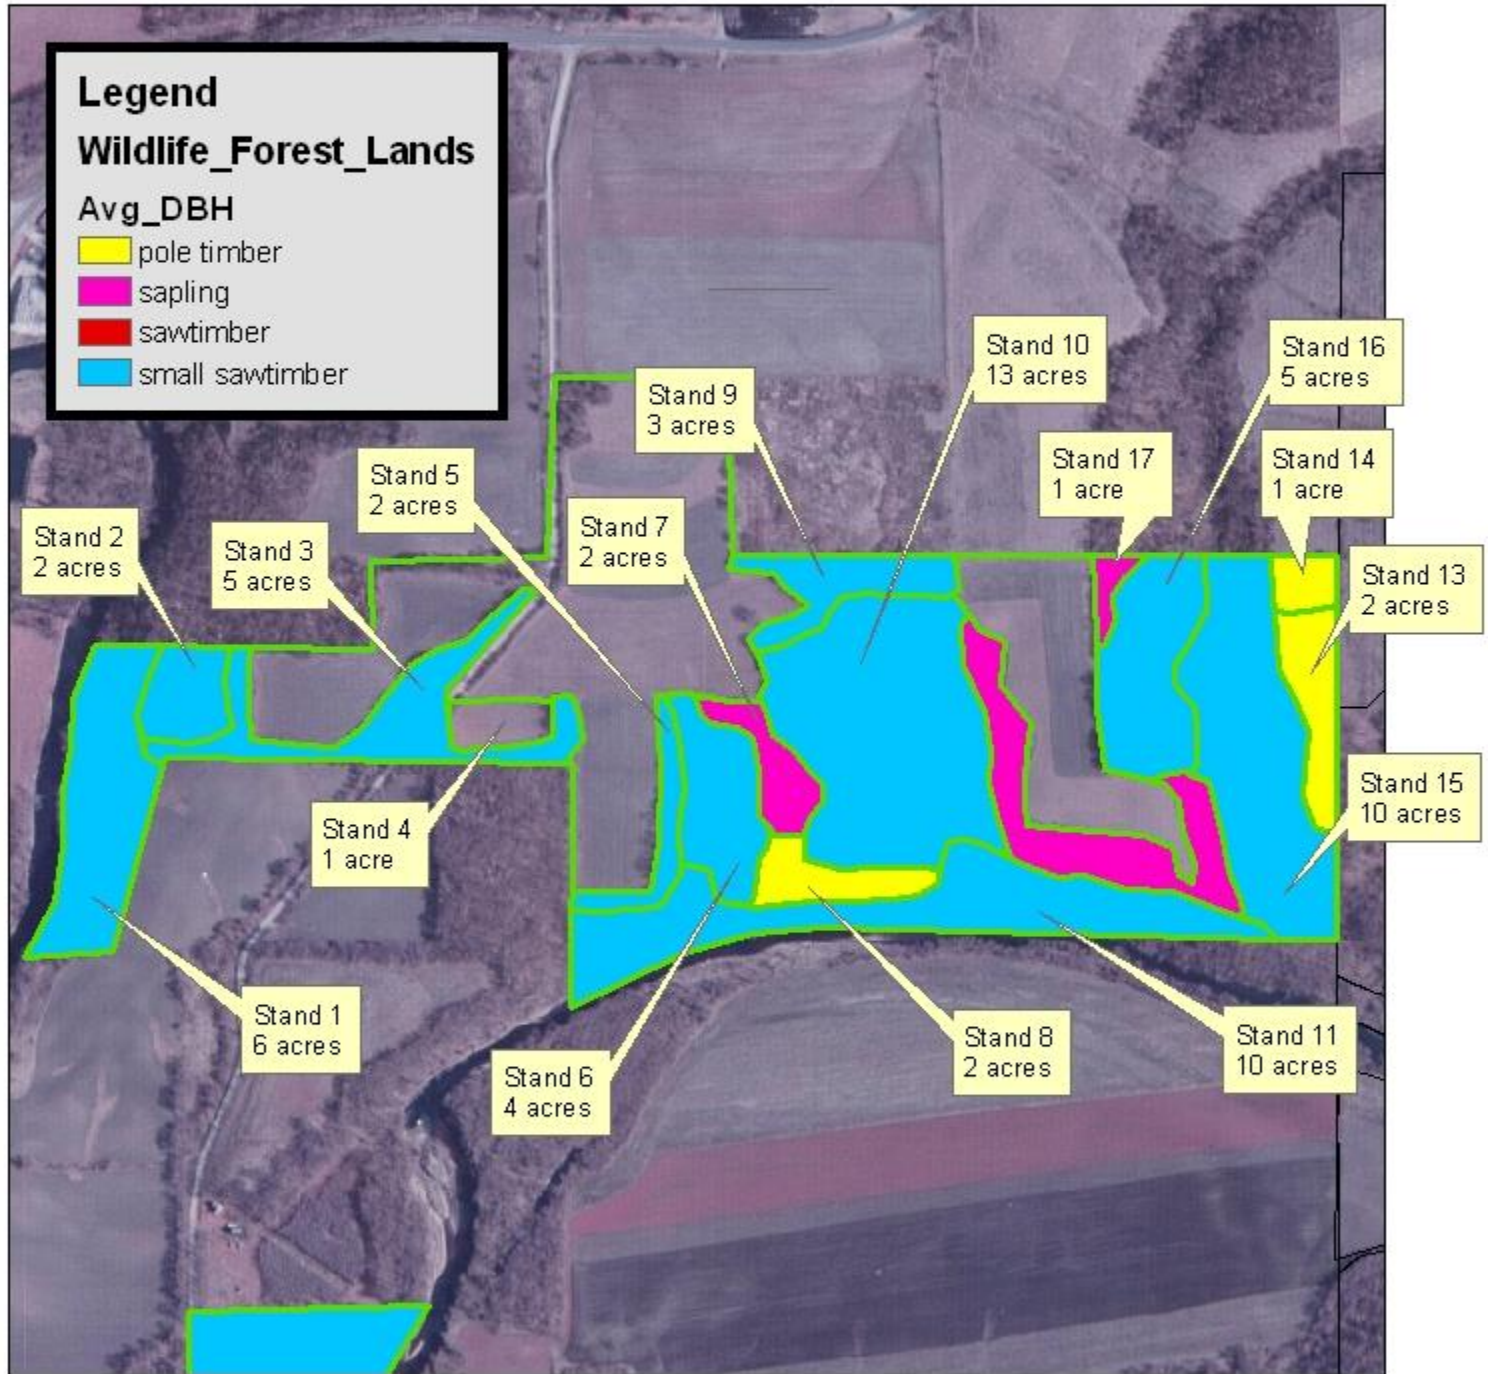 Legend
Wildlife_Forest_Lands
Avg_DBH
pole timber
sapling
sawtimber
small sawtimber
Stand 10
13 acres
Stand 16
5 acres
Stand 9
3 acres
Stand 17
1 acre
Stand 14
1 acre
Stand 5
2 acres
Stand 7
2 acres
Stand 2
2 acres
Stand 3
5 acres
Stand 13
2 acres
Stand 15
10 acres
Stand 4
1 acre
Stand 1
6 acres
Stand 8
2 acres
Stand 11
10 acres
Stand 6
4 acres